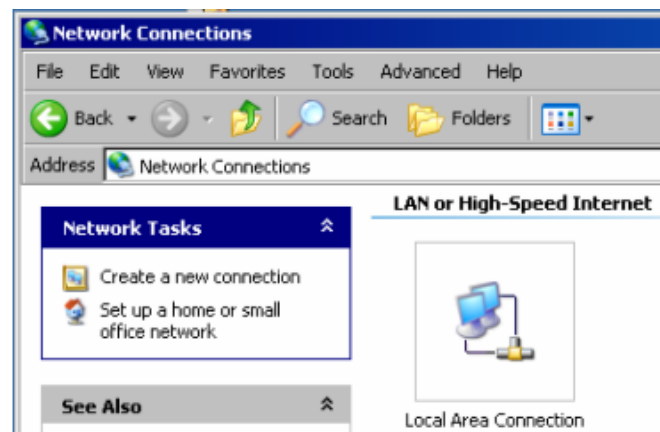 Network Connections
File Edit View Favorites Tools Advanced Help
Back Search Folders
Address Network Connections
Network Tasks
Create a new connection
Set up a home or small
office network
See Also
LAN or High-Speed Internet
Local Area Connection